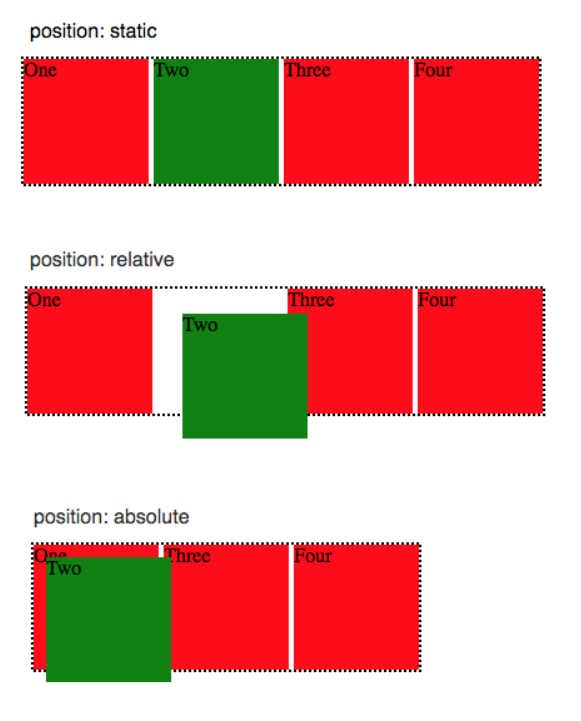 position: static
One Two Three Four
position: relative
One Three Four
Two
position: absolute
One Three Four
Two